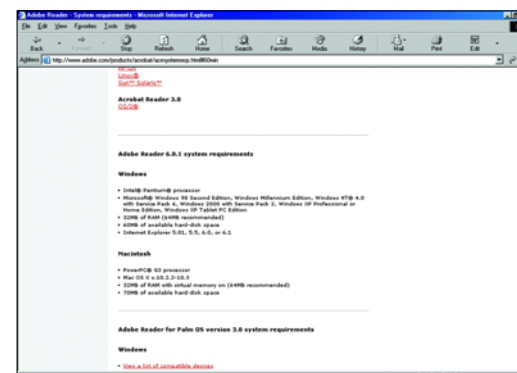 Adobe Reader - System requirements - Microsoft Internet Explorer
File Edit View Favorites Tools Help
Back Forward Stop Refresh Home Search Favorites Media History Mail Print Edit
Address http://www.adobe.com/products/acrobat/acrrsystemreqs.html#60win
Linux®
Sun™ Solaris™
Acrobat Reader 3.0
OS/2®
Adobe Reader 6.0.1 system requirements
Windows
• Intel® Pentium® processor
• Microsoft® Windows 98 Second Edition, Windows Millennium Edition, Windows NT® 4.0
with Service Pack 6, Windows 2000 with Service Pack 2, Windows XP Professional or
Home Edition, Windows XP Tablet PC Edition
• 32MB of RAM (64MB recommended)
• 60MB of available hard-disk space
• Internet Explorer 5.01, 5.5, 6.0, or 6.1
Macintosh
• PowerPC® G3 processor
• Mac OS X v.10.2.2-10.3
• 32MB of RAM with virtual memory on (64MB recommended)
• 70MB of available hard-disk space
Adobe Reader for Palm OS version 3.0 system requirements
Windows
• View a list of compatible devices